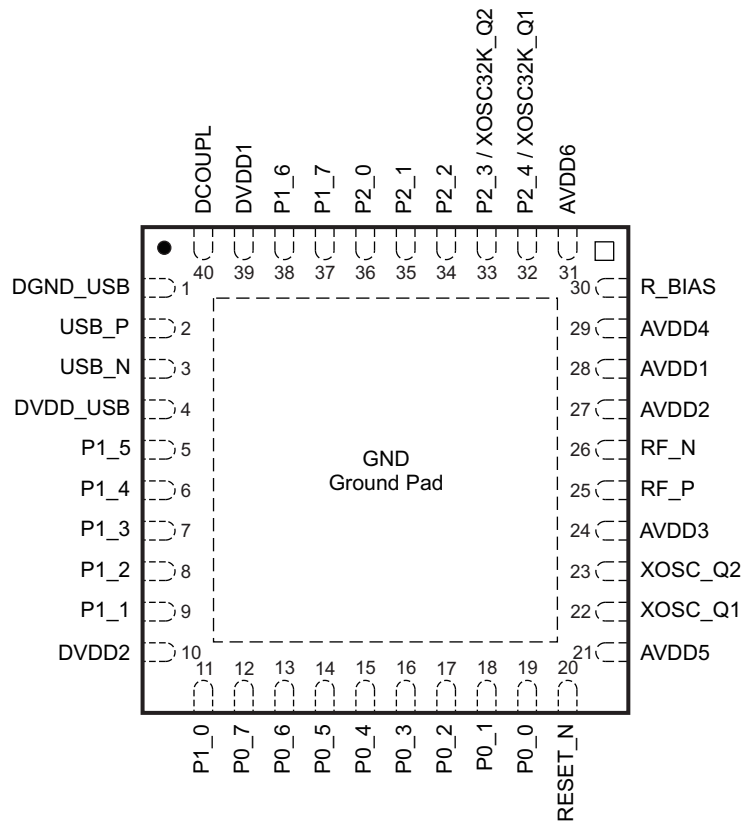 DCOUPL
DVDD1
P1_6
P1_7
P2_0
P2_1
P2_2
P2_3 / XOSC32K_Q2
P2_4 / XOSC32K_Q1
AVDD6
40
39
38
37
36
35
34
33
32
31
DGND_USB 1
USB_P 2
USB_N 3
DVDD_USB 4
P1_5 5
P1_4 6
P1_3 7
P1_2 8
P1_1 9
DVDD2 10
GND
Ground Pad
30 R_BIAS
29 AVDD4
28 AVDD1
27 AVDD2
26 RF_N
25 RF_P
24 AVDD3
23 XOSC_Q2
22 XOSC_Q1
21 AVDD5
11
12
13
14
15
16
17
18
19
20
P1_0
P0_7
P0_6
P0_5
P0_4
P0_3
P0_2
P0_1
P0_0
RESET_N